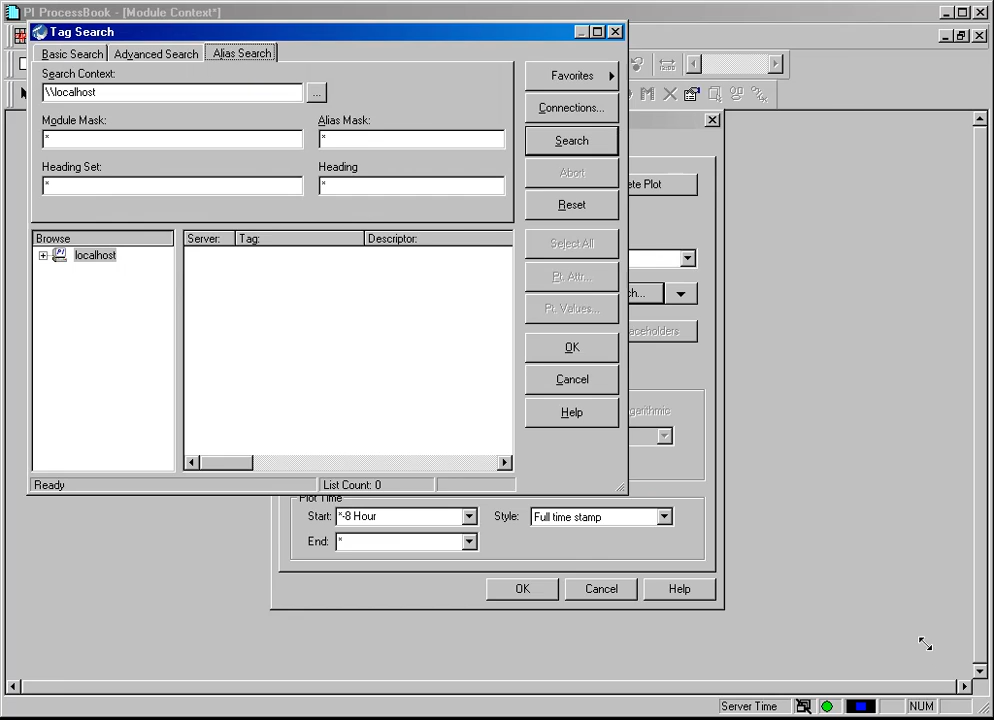 PI ProcessBook - [Module Context*]
Tag Search
Basic Search
Advanced Search
Alias Search
Search Context:
\\localhost
...
Module Mask:
Alias Mask:
*
*
Heading Set:
Heading
*
*
Favorites
Connections...
Search
Abort
Reset
Select All
Pt. Attr...
Pt. Values...
OK
Cancel
Help
Browse
localhost
Server:
Tag:
Descriptor:
Ready
List Count: 0
ete Plot
ch...
aceholders
garithmic
Plot Time
Start:
*-8 Hour
Style:
Full time stamp
End:
*
OK
Cancel
Help
Server Time
NUM